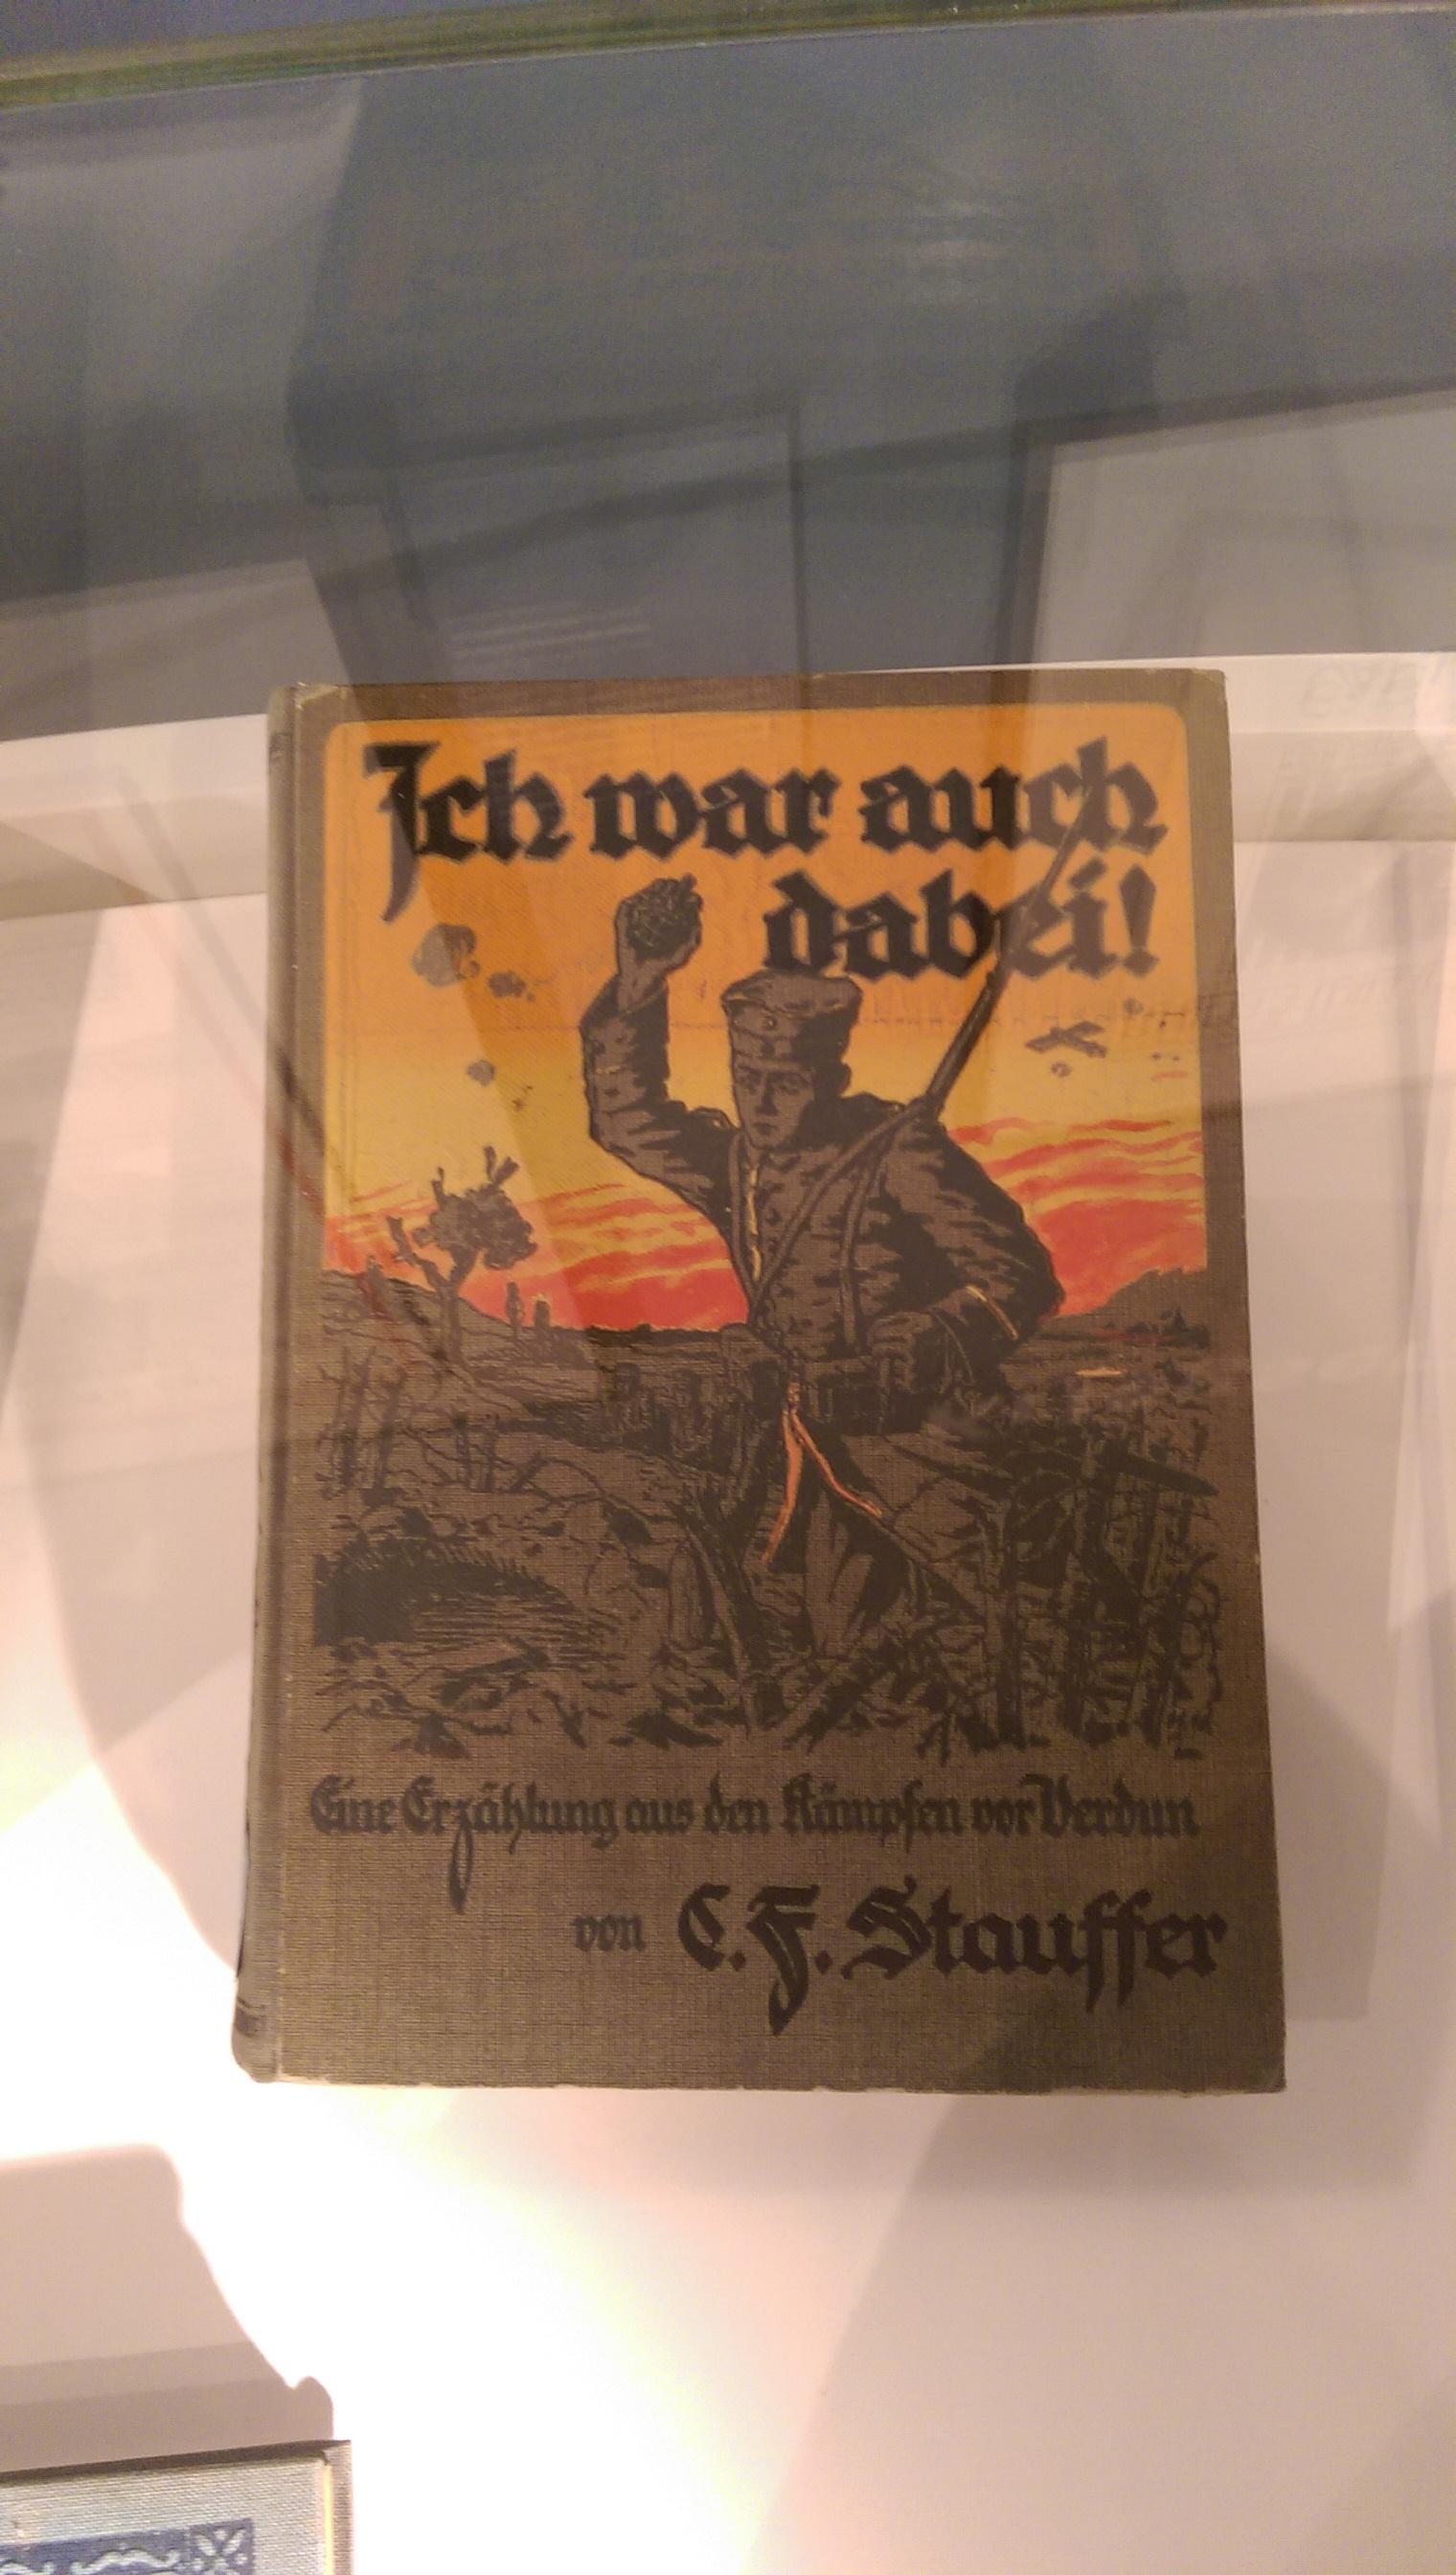 Ich war auch
dabei!
Eine Erzählung aus den Kämpfen vor Verdun
von C. F. Stauffer